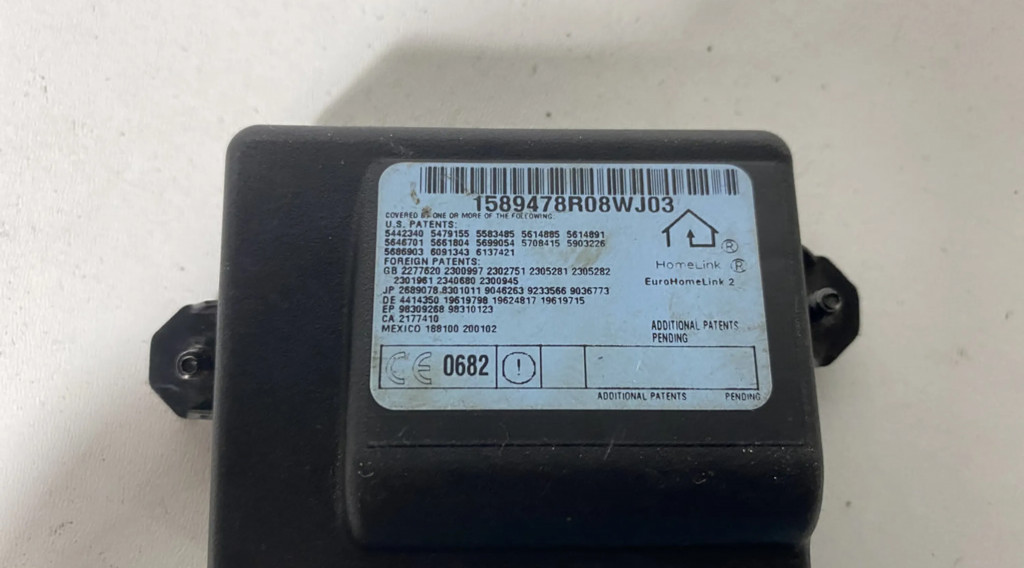 1589478R08WJ03
COVERED BY ONE OR MORE OF THE FOLLOWING
U.S. PATENTS:
5442340 5479155 5583485 5614885 5614891
5646701 5661804 5699054 5708415 5903226
5686903 6091343 6137421
FOREIGN PATENTS:
GB 2277620 2300997 2302751 2305281 2305282
2301961 2340680 2300945
JP 2689078.8301011 9046263 9233566 9036773
DE 4414350 19619798 19624817 19619715
EP 98309268 98310123
CA 2177410
MEXICO 188100 200102
®
HomeLink ®
EuroHomeLink 2
ADDITIONAL PATENTS
PENDING
CE 0682 !
ADDITIONAL PATENTS PENDING